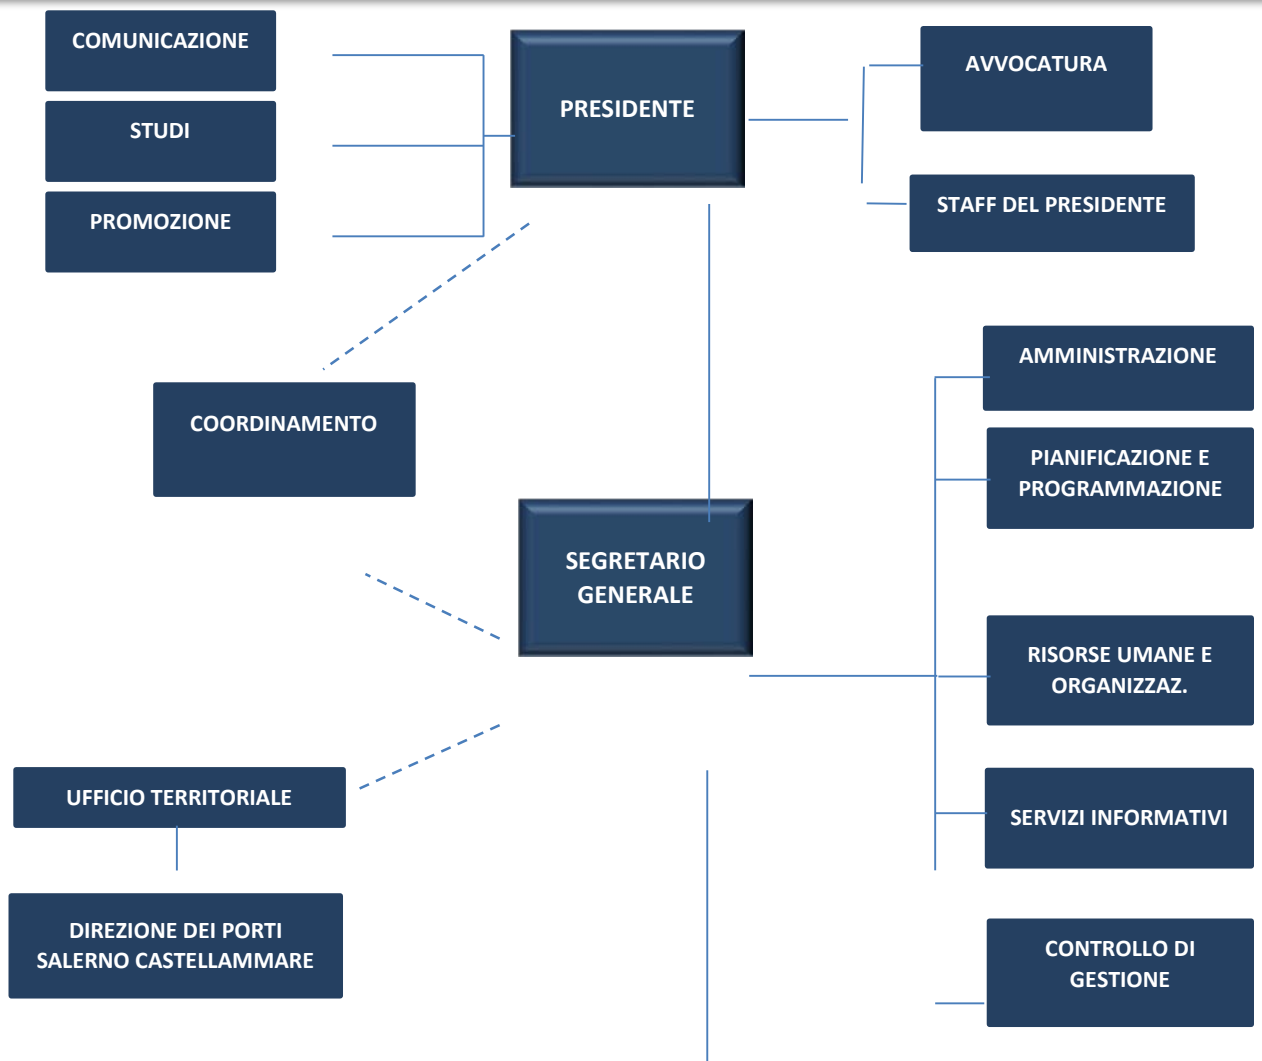 COMUNICAZIONE
STUDI
PROMOZIONE
PRESIDENTE
AVVOCATURA
STAFF DEL PRESIDENTE
COORDINAMENTO
SEGRETARIO
GENERALE
AMMINISTRAZIONE
PIANIFICAZIONE E
PROGRAMMAZIONE
RISORSE UMANE E
ORGANIZZAZ.
SERVIZI INFORMATIVI
CONTROLLO DI
GESTIONE
UFFICIO TERRITORIALE
DIREZIONE DEI PORTI
SALERNO CASTELLAMMARE